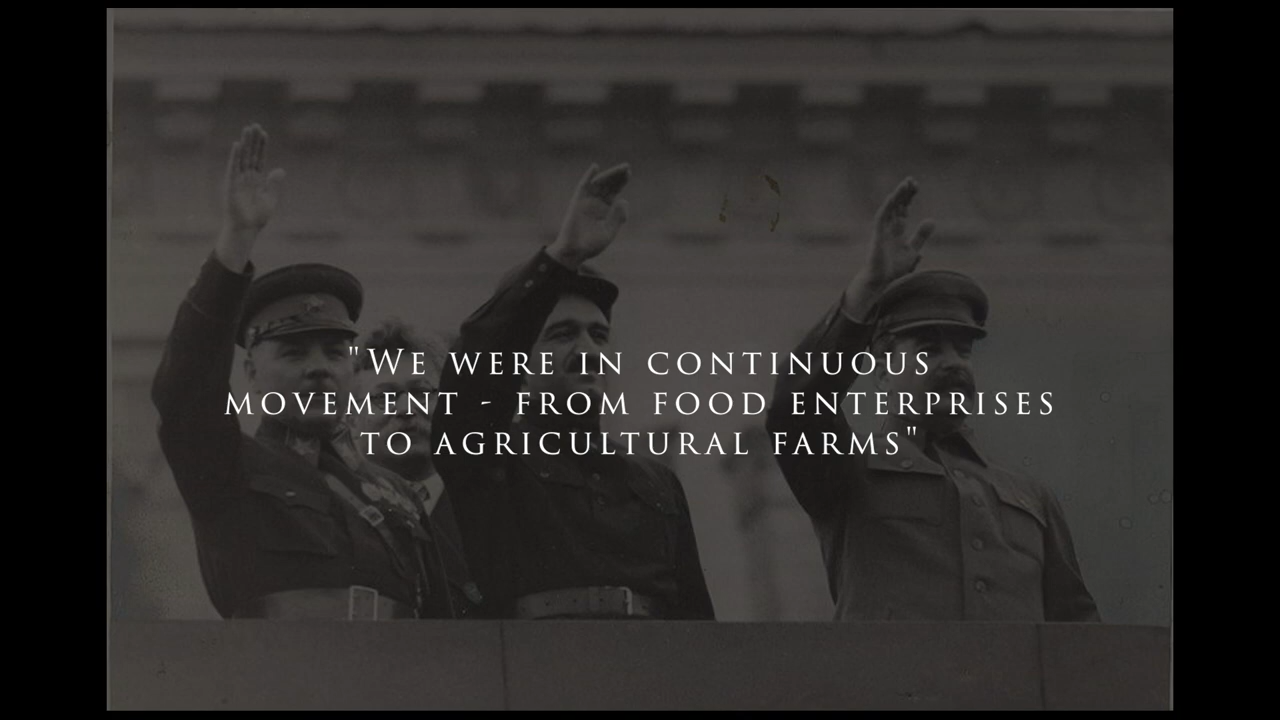 "We were in continuous
movement - from food enterprises
to agricultural farms"